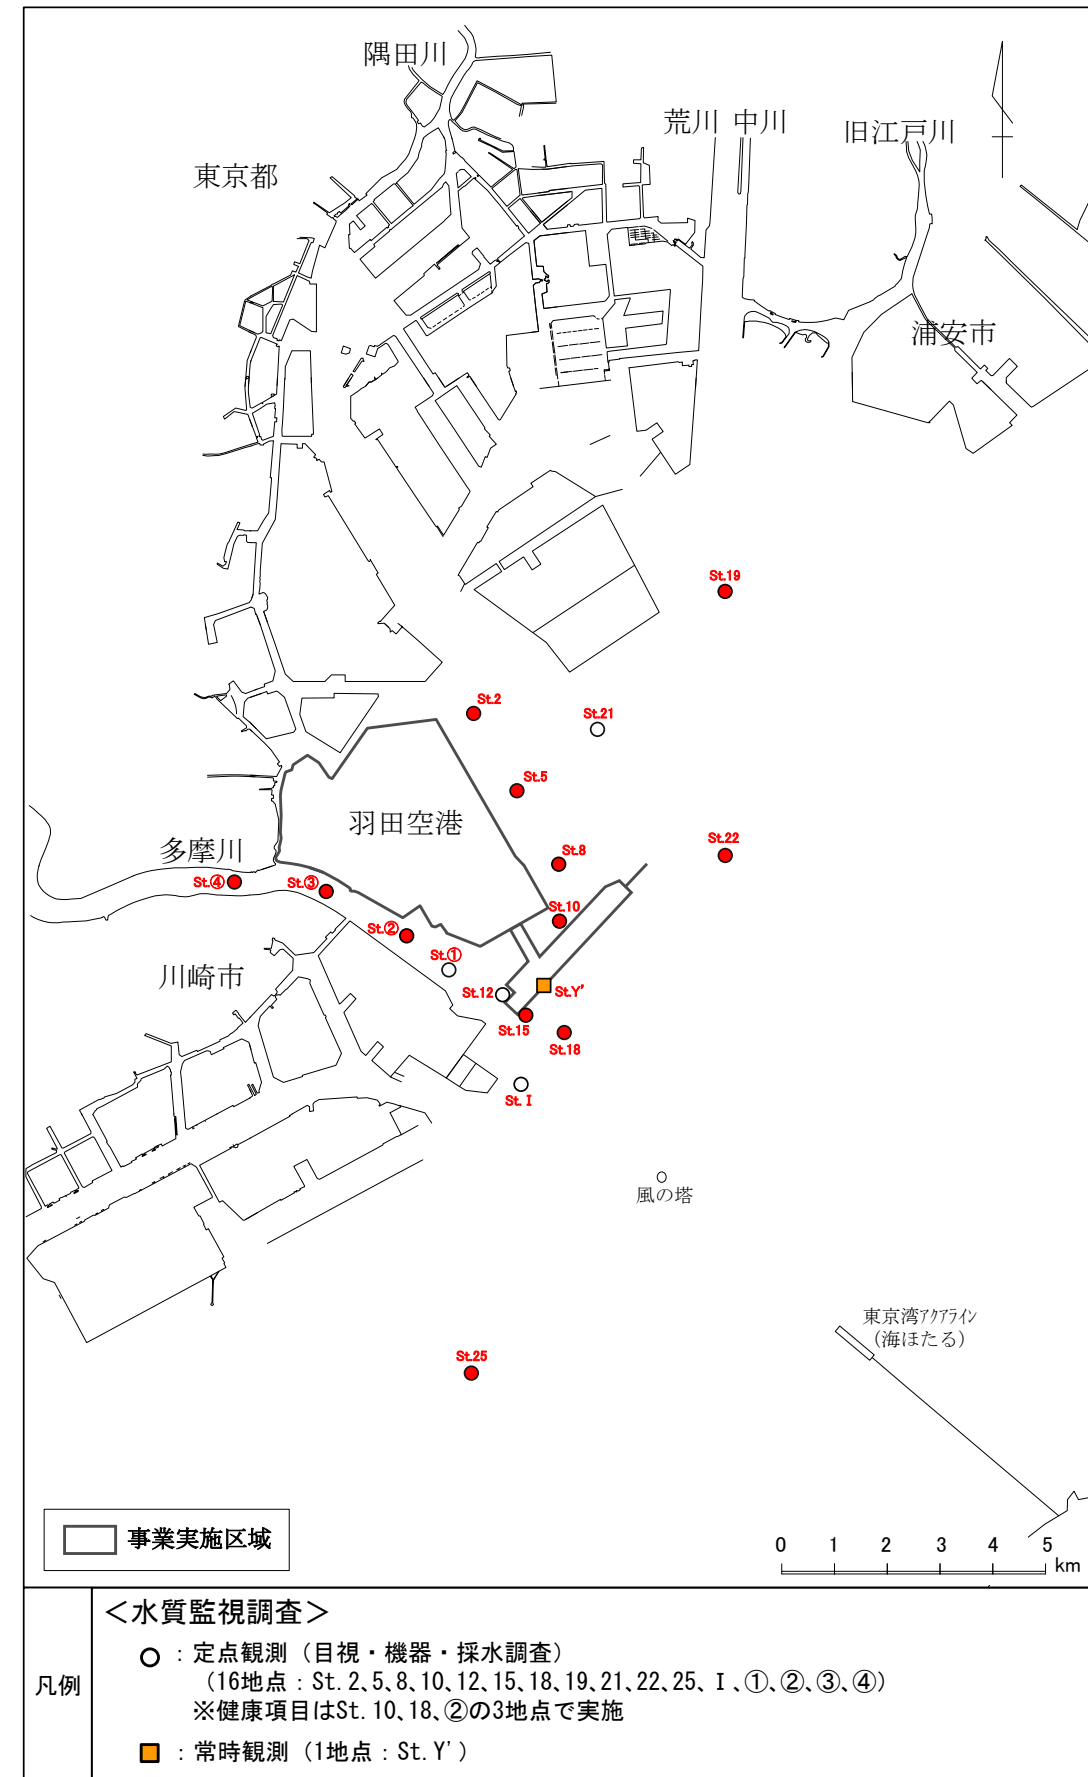 隅田川
荒川 中川
旧江戸川
東京都
浦安市
St.19
St.2
St.21
St.5
羽田空港
St.8
St.22
多摩川
St.④
St.③
St.10
St.②
St.①
川崎市
St.12
St.Y'
St.15
St.18
St.Ⅰ
風の塔
東京湾アクアライン
（海ほたる）
St.25
事業実施区域
0 1 2 3 4 5
km
凡例
＜水質監視調査＞
○：定点観測（目視・機器・採水調査）
（16地点：St.2、5、8、10、12、15、18、19、21、22、25、Ⅰ、①、②、③、④）
※健康項目はSt.10、18、②の3地点で実施
：常時観測（1地点：St.Y'）